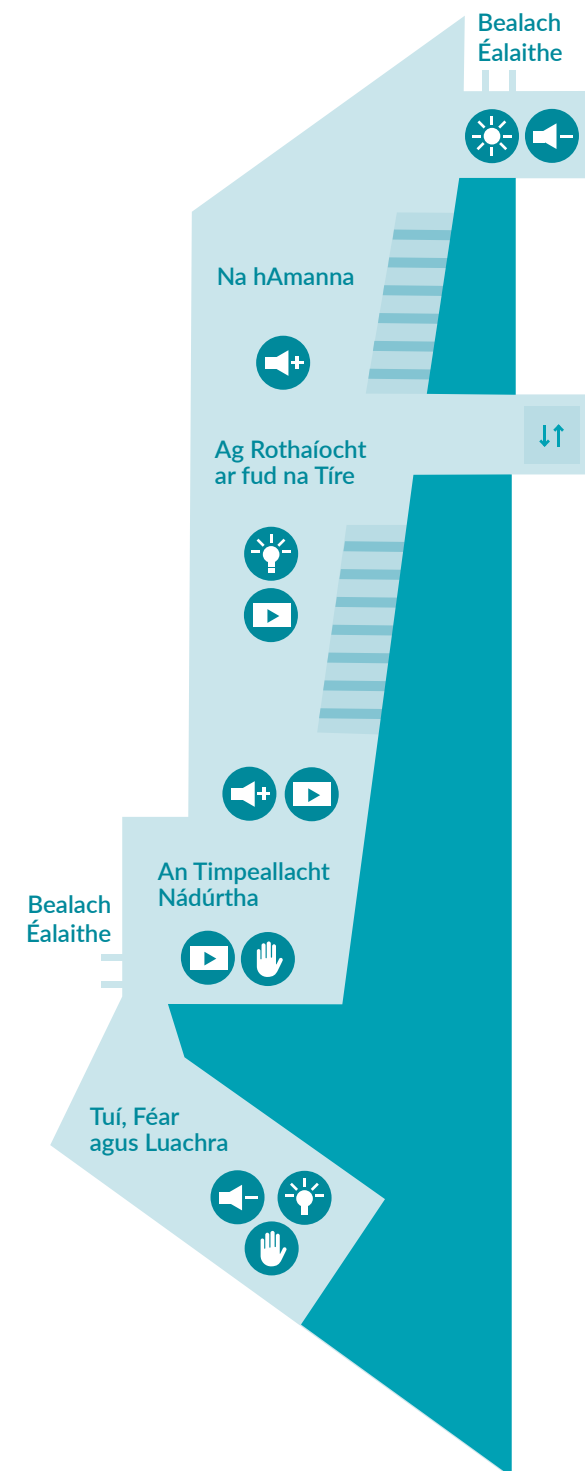 Bealach
Éalaithe
Na hAmanna
Ag Rothaíocht
ar fud na Tíre
An Timpeallacht
Nádúrtha
Bealach
Éalaithe
Tuí, Féar
agus Luachra